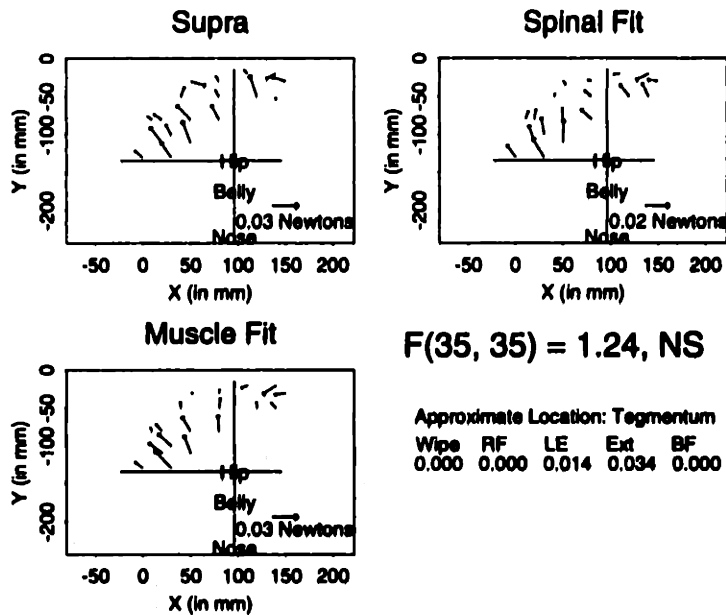 Supra
Spinal Fit
0
-50
-100
-200
Y (in mm)
Hip
Belly
0.03 Newtons
Nose
-50 0 50 100 150 200
X (in mm)
0
-50
-100
-200
Y (in mm)
Hip
Belly
0.02 Newtons
Nose
-50 0 50 100 150 200
X (in mm)
Muscle Fit
0
-50
-100
-200
Y (in mm)
Hip
Belly
0.03 Newtons
Nose
-50 0 50 100 150 200
X (in mm)
F(35, 35) = 1.24, NS
Approximate Location: Tegmentum
Wipe RF LE Ext BF
0.000 0.000 0.014 0.034 0.000